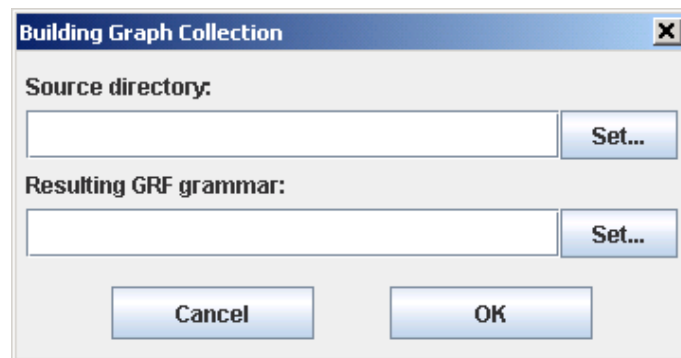 Building Graph Collection
Source directory:
Set...
Resulting GRF grammar:
Set...
Cancel OK